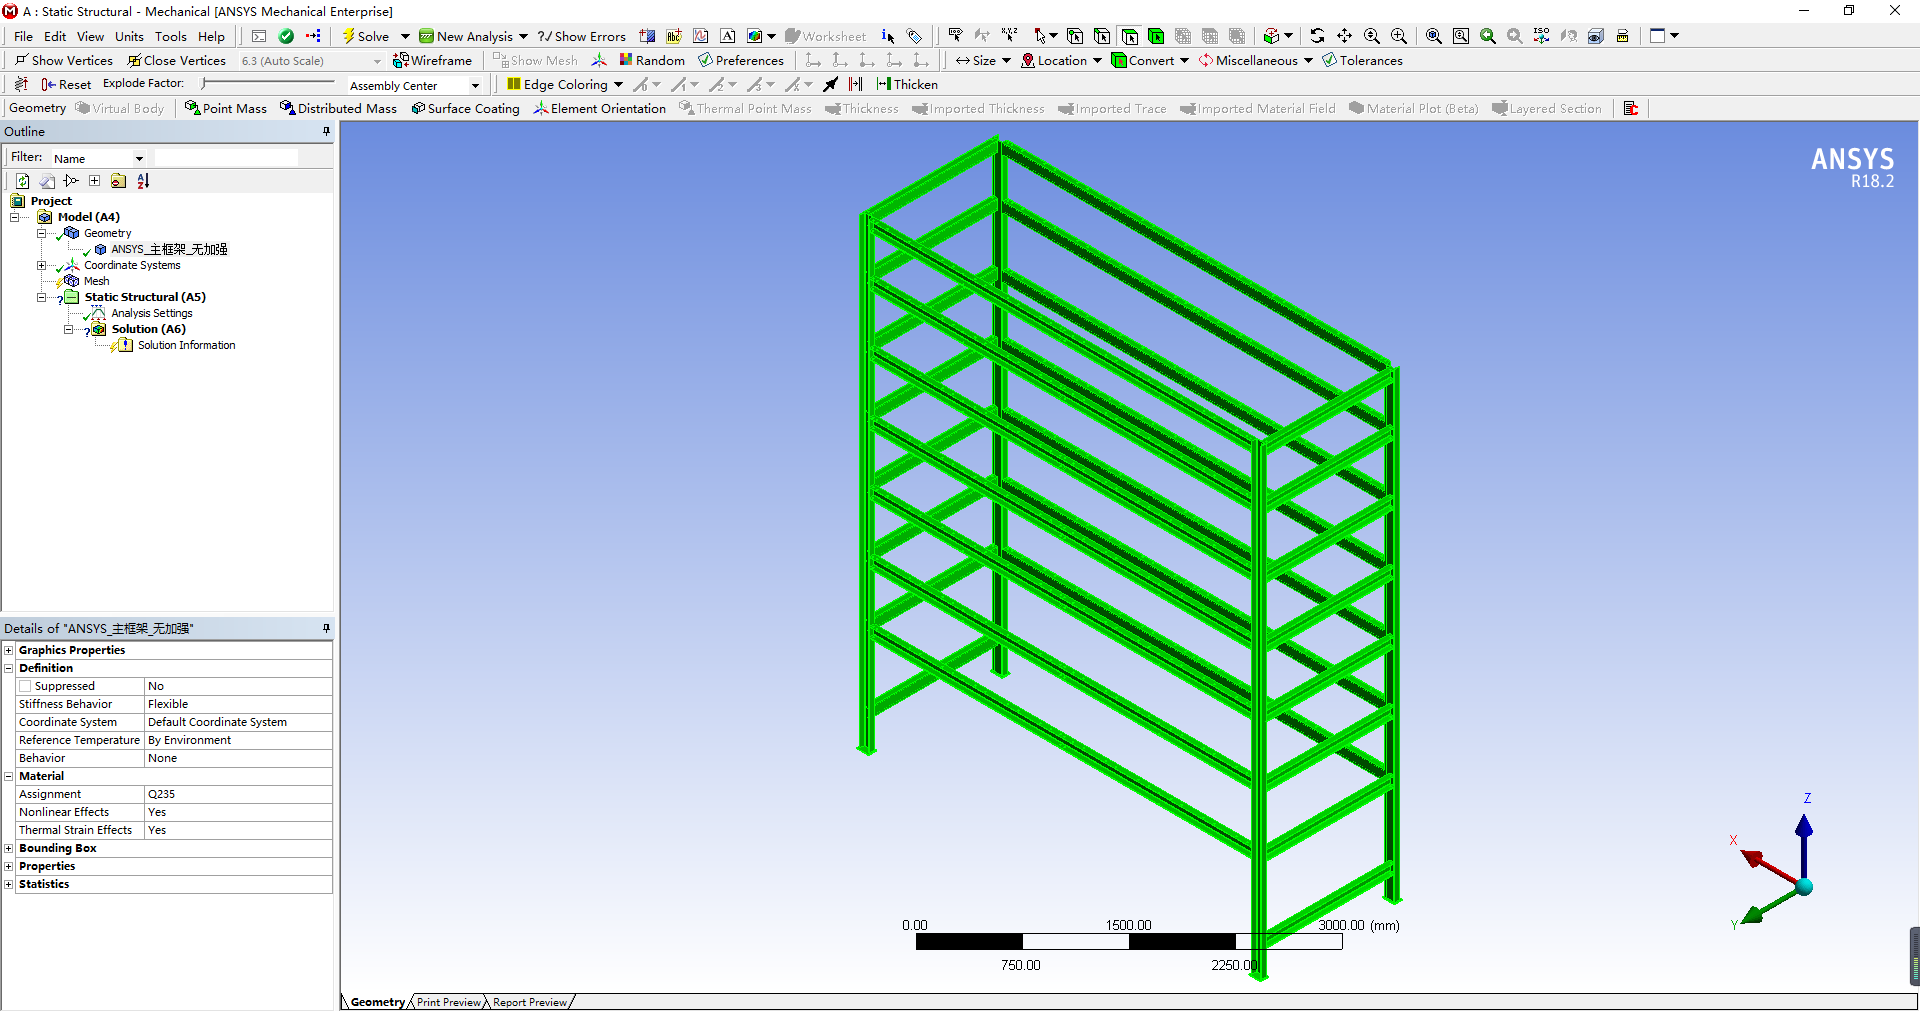 A : Static Structural - Mechanical [ANSYS Mechanical Enterprise]
File Edit View Units Tools Help Solve New Analysis ?/ Show Errors Worksheet
Show Vertices Close Vertices 6.3 (Auto Scale) Wireframe Show Mesh Random Preferences Size Location Convert Miscellaneous Tolerances
Reset Explode Factor: Assembly Center Edge Coloring Thicken
Geometry Virtual Body Point Mass Distributed Mass Surface Coating Element Orientation Thermal Point Mass Thickness Imported Thickness Imported Trace Imported Material Field Material Plot (Beta) Layered Section
Outline
Filter: Name
Project
Model (A4)
Geometry
ANSYS_主框架_无加强
Coordinate Systems
Mesh
Static Structural (A5)
Analysis Settings
Solution (A6)
Solution Information
Details of "ANSYS_主框架_无加强"
Graphics Properties
Definition
Suppressed No
Stiffness Behavior Flexible
Coordinate System Default Coordinate System
Reference Temperature By Environment
Behavior None
Material
Assignment Q235
Nonlinear Effects Yes
Thermal Strain Effects Yes
Bounding Box
Properties
Statistics
ANSYS
R18.2
Z
X
Y
0.00 1500.00 3000.00 (mm)
750.00 2250.00
Geometry Print Preview Report Preview